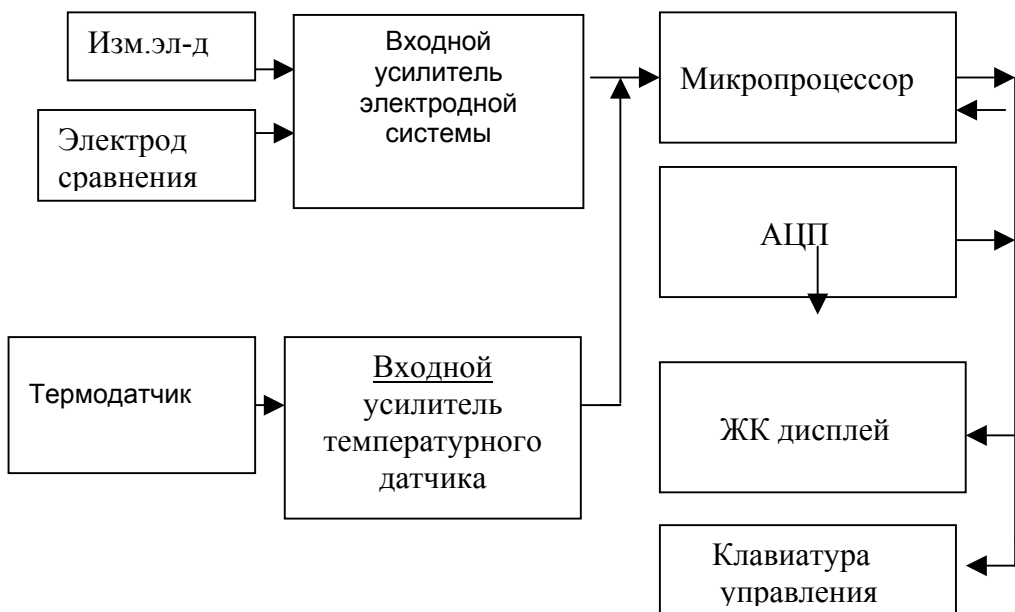 Изм.эл-д
Электрод
сравнения
Входной
усилитель
электродной
системы
Микропроцессор
АЦП
Термодатчик
Входной
усилитель
температурного
датчика
ЖК дисплей
Клавиатура
управления